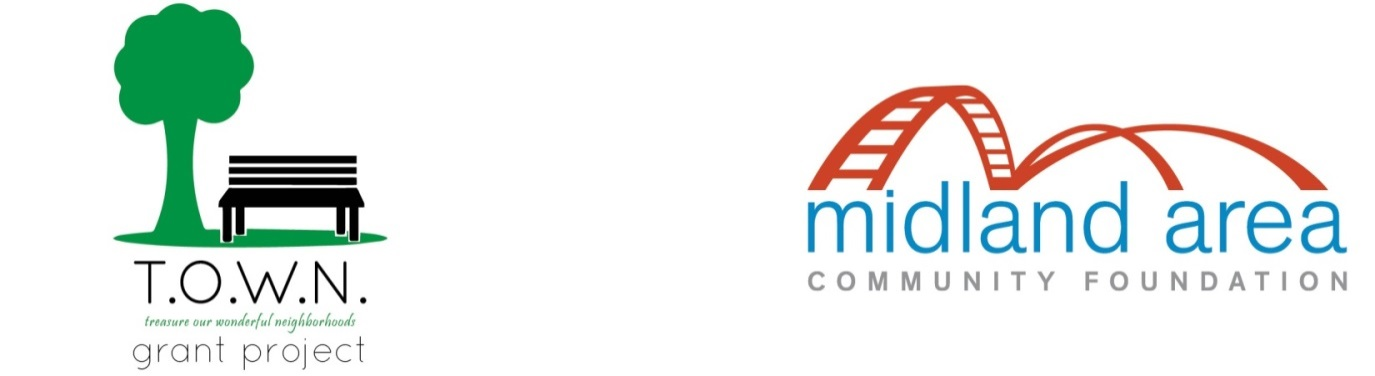 T.O.W.N.
treasure our wonderful neighborhoods
grant project
midland area
COMMUNITY FOUNDATION